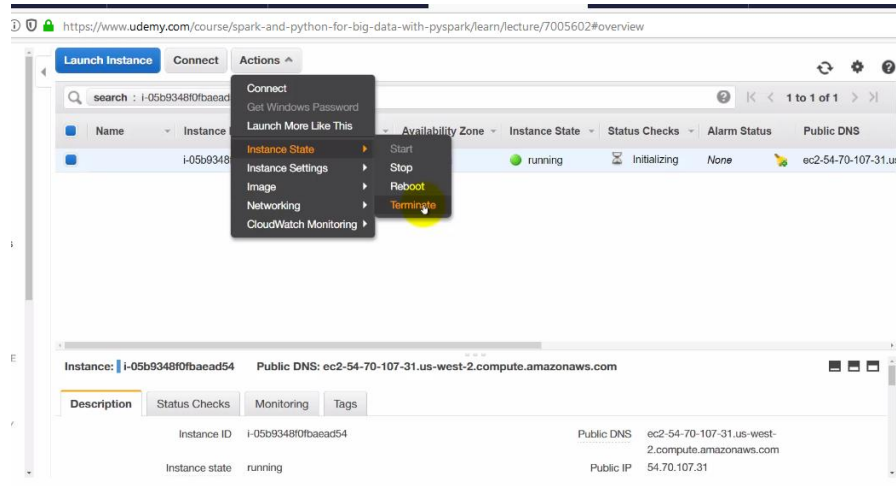 https://www.udemy.com/course/spark-and-python-for-big-data-with-pyspark/learn/lecture/7005602#overview
Launch Instance Connect Actions
search : i-05b9348f0fbaead 1 to 1 of 1
Connect
Get Windows Password
Launch More Like This
Name Instance Availability Zone Instance State Status Checks Alarm Status Public DNS
Instance State Start
i-05b9348 running Initializing None ec2-54-70-107-31.us
Instance Settings Stop
Image Reboot
Networking Terminate
CloudWatch Monitoring
Instance: i-05b9348f0fbaead54 Public DNS: ec2-54-70-107-31.us-west-2.compute.amazonaws.com
Description Status Checks Monitoring Tags
Instance ID i-05b9348f0fbaead54 Public DNS ec2-54-70-107-31.us-west-
2.compute.amazonaws.com
Instance state running Public IP 54.70.107.31